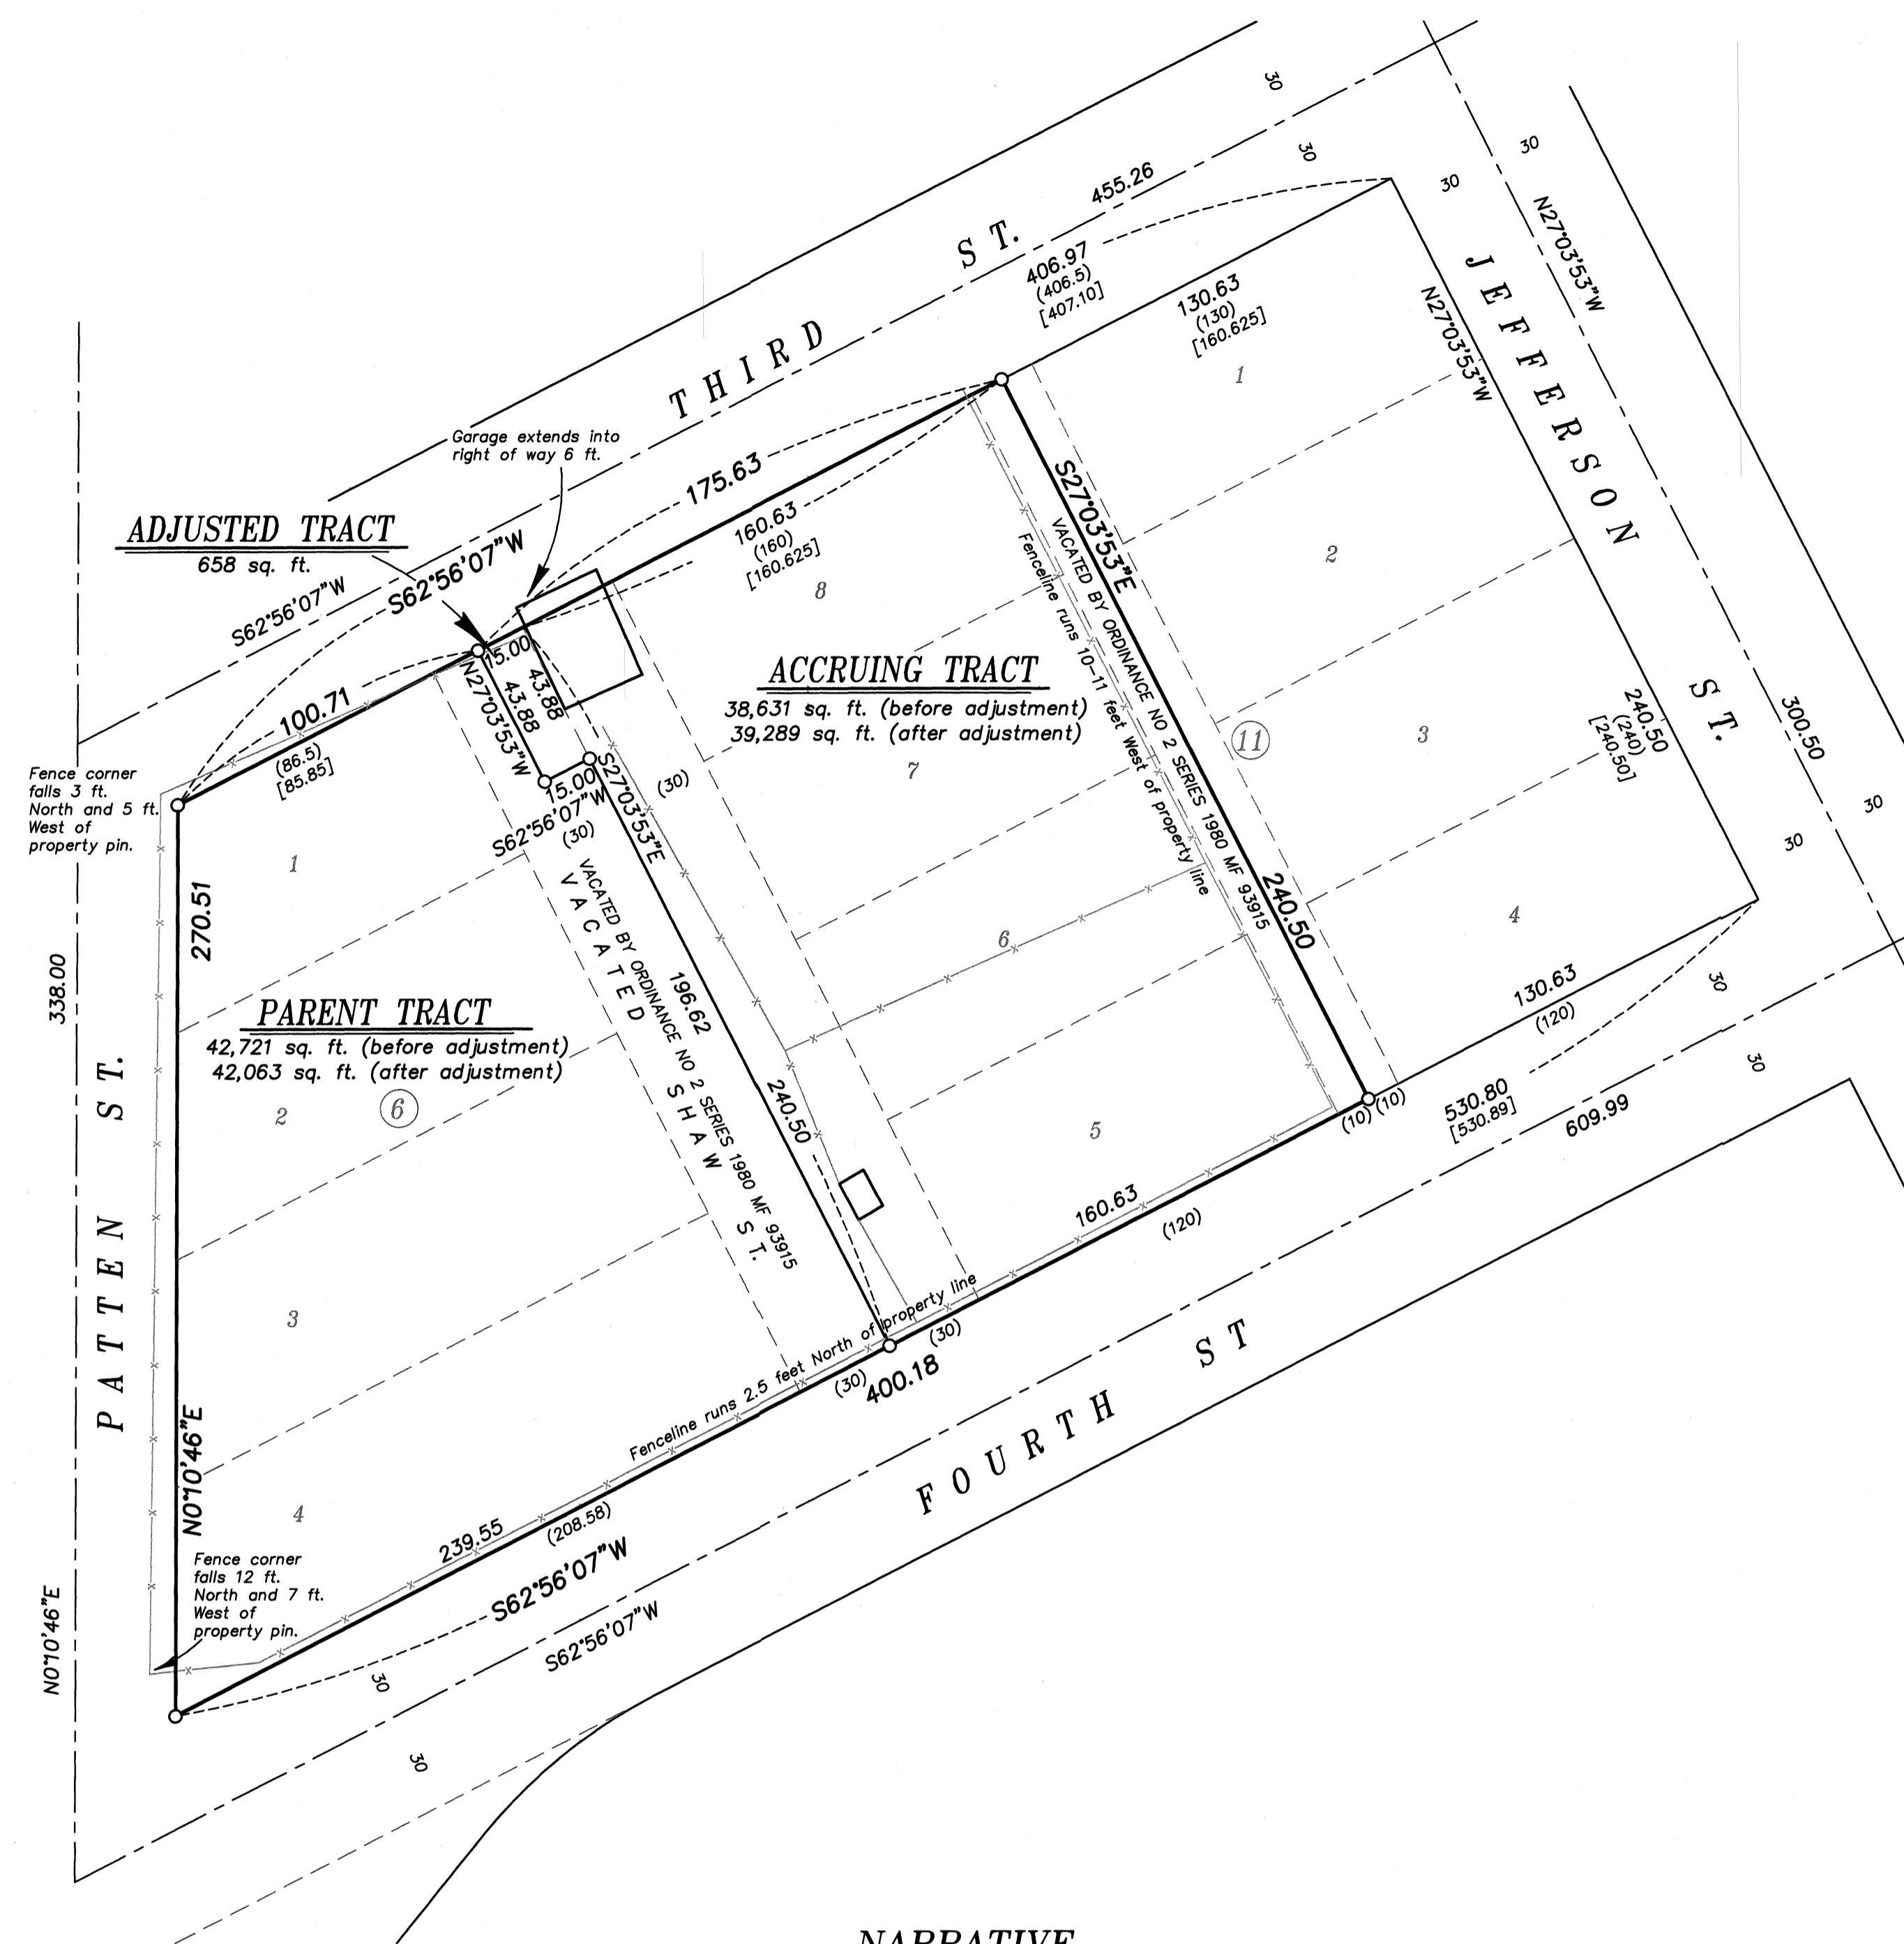 30
30
455.26
THIRD ST.
406.97
(406.5)
[407.10]
130.63
(130)
[160.625]
30
30
N27°03'53"W
N27°03'53"W
JEFFERSON ST.
Garage extends into
right of way 6 ft.
ADJUSTED TRACT
658 sq. ft.
S62°56'07"W
S62°56'07"W
175.63
160.63
(160)
[160.625]
1
2
3
4
8
7
6
5
S27°03'53"E
VACATED BY ORDINANCE NO 2 SERIES 1980 MF 93915
Fenceline runs 10-11 feet West of property line
240.50
11
240.50
(240)
[240.50]
300.50
30
30
ACCRUING TRACT
38,631 sq. ft. (before adjustment)
39,289 sq. ft. (after adjustment)
100.71
(86.5)
[85.85]
15.00
43.88
43.88
N27°03'53"W
15.00
S62°56'07"W
(30)
(30)
S27°03'53"E
Fence corner
falls 3 ft.
North and 5 ft.
West of
property pin.
1
270.51
338.00
PATTEN ST.
PARENT TRACT
42,721 sq. ft. (before adjustment)
42,063 sq. ft. (after adjustment)
2
6
3
4
VACATED BY ORDINANCE NO 2 SERIES 1980 MF 93915
VACATED SHAW ST.
196.62
240.50
130.63
(120)
30
30
530.80
[530.89]
609.99
(10)
(10)
160.63
(120)
Fenceline runs 2.5 feet North of property line
(30)
(30)
400.18
FOURTH ST
239.55
(208.58)
S62°56'07"W
S62°56'07"W
N0°10'46"E
N0°10'46"E
Fence corner
falls 12 ft.
North and 7 ft.
West of
property pin.
30
30
NARRATIVE